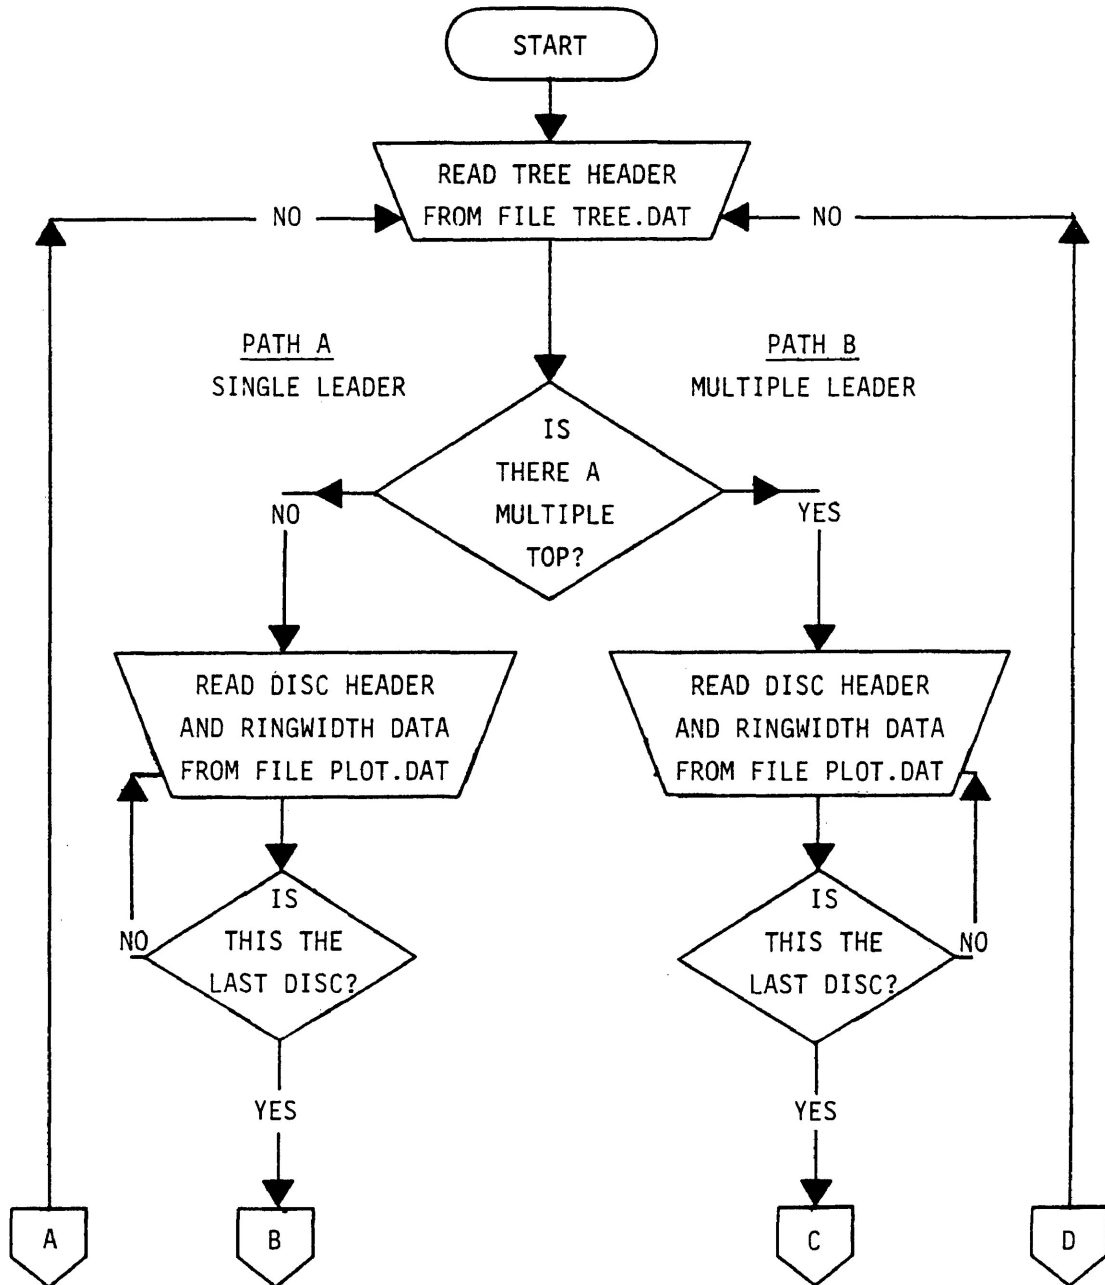 START
READ TREE HEADER
FROM FILE TREE.DAT
NO
NO
PATH A
SINGLE LEADER
PATH B
MULTIPLE LEADER
IS
THERE A
MULTIPLE
TOP?
NO
YES
READ DISC HEADER
AND RINGWIDTH DATA
FROM FILE PLOT.DAT
READ DISC HEADER
AND RINGWIDTH DATA
FROM FILE PLOT.DAT
IS
THIS THE
LAST DISC?
NO
IS
THIS THE
LAST DISC?
NO
YES
YES
A
B
C
D